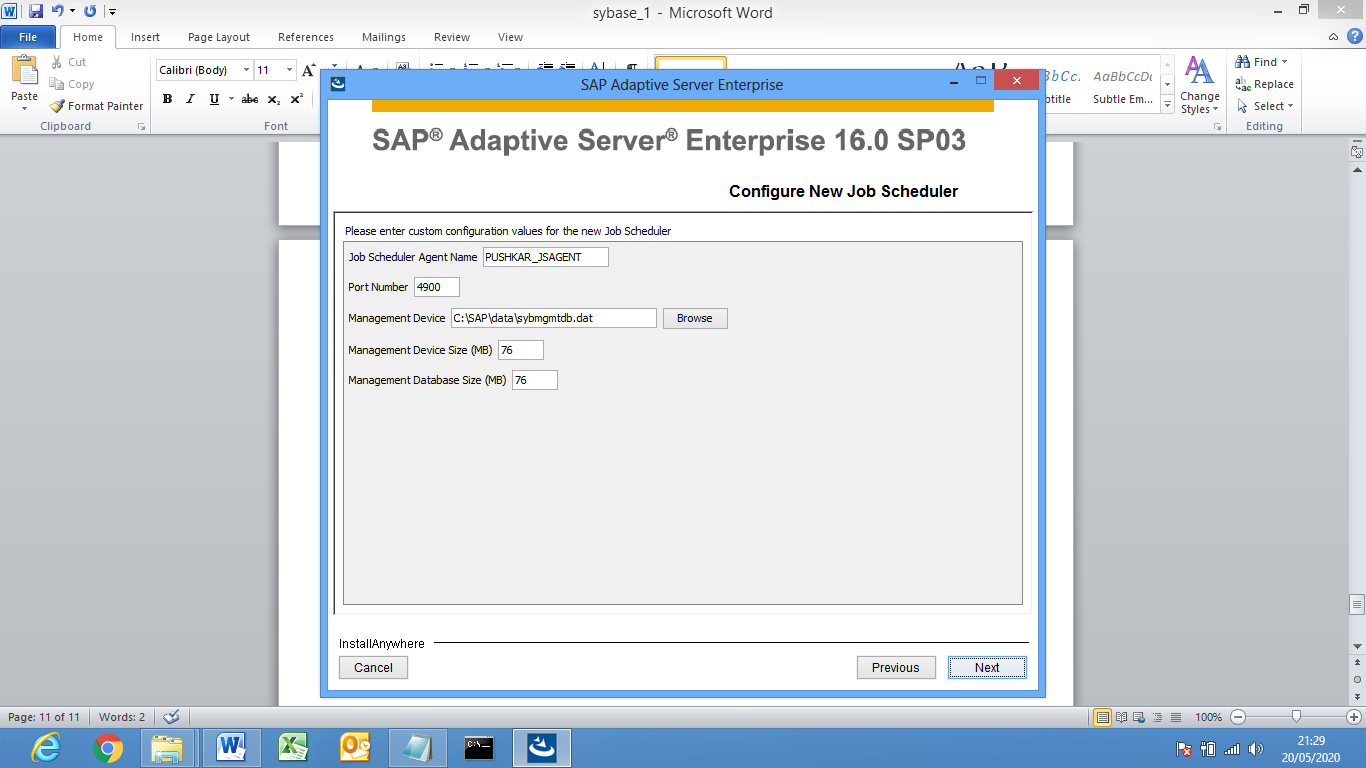 sybase_1 - Microsoft Word
File Home Insert Page Layout References Mailings Review View
Paste
Cut
Copy
Format Painter
Clipboard
Calibri (Body) 11
B I U abc x₂ x²
Font
AaBbCcDc
Subtle Em...
Change Styles
Find
Replace
Select
Editing
SAP Adaptive Server Enterprise
SAP® Adaptive Server® Enterprise 16.0 SP03
Configure New Job Scheduler
Please enter custom configuration values for the new Job Scheduler
Job Scheduler Agent Name PUSHKAR_JSAGENT
Port Number 4900
Management Device C:\SAP\data\sybmgmtdb.dat Browse
Management Device Size (MB) 76
Management Database Size (MB) 76
InstallAnywhere
Cancel Previous Next
Page: 11 of 11 Words: 2 100%
21:29
20/05/2020